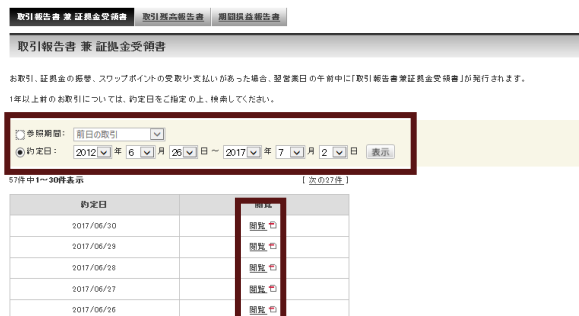 取引報告書 兼 証拠金受領書 取引残高報告書 期間損益報告書
取引報告書 兼 証拠金受領書
お取引、証拠金の振替、スワップポイントの受取り・支払いがあった場合、翌営業日の午前中に「取引報告書兼証拠金受領書」が発行されます。
1年以上前のお取引については、約定日をご指定の上、検索してください。
参照期間: 前日の取引
約定日: 2012 年 6 月 26 日 ～ 2017 年 7 月 2 日 表示
57件中1～30件表示 [ 次の27件 ]
約定日 閲覧
2017/06/30 閲覧
2017/06/29 閲覧
2017/06/28 閲覧
2017/06/27 閲覧
2017/06/26 閲覧